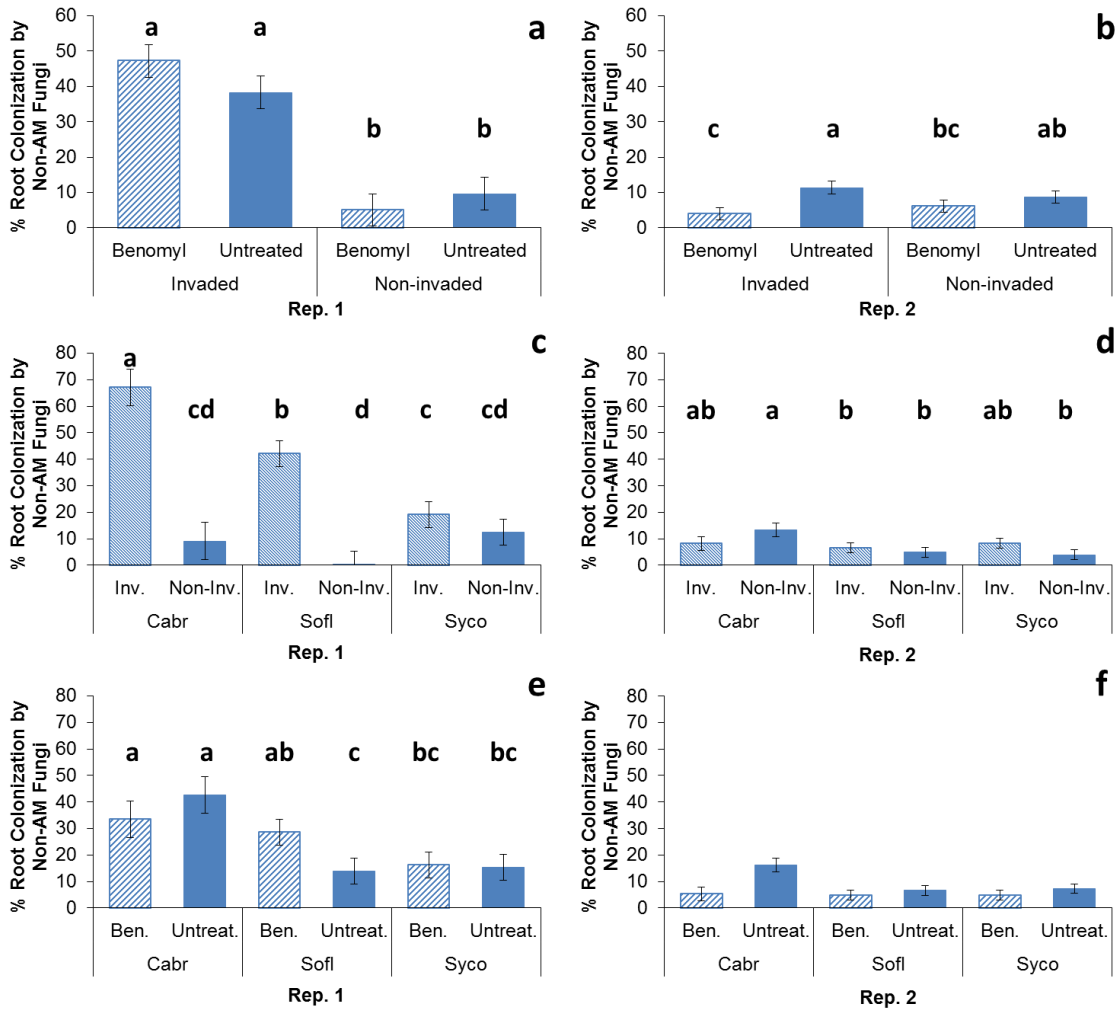 % Root Colonization by
Non-AM Fungi
60
50
40
30
20
10
0
a a b b
a
Benomyl Untreated Benomyl Untreated
Invaded Non-invaded
Rep. 1
% Root Colonization by
Non-AM Fungi
60
50
40
30
20
10
0
c a bc ab
b
Benomyl Untreated Benomyl Untreated
Invaded Non-invaded
Rep. 2
% Root Colonization by
Non-AM Fungi
80
70
60
50
40
30
20
10
0
a cd b d c cd
c
Inv. Non-Inv. Inv. Non-Inv. Inv. Non-Inv.
Cabr Sofl Syco
Rep. 1
% Root Colonization by
Non-AM Fungi
80
70
60
50
40
30
20
10
0
ab a b b ab b
d
Inv. Non-Inv. Inv. Non-Inv. Inv. Non-Inv.
Cabr Sofl Syco
Rep. 2
% Root Colonization by
Non-AM Fungi
80
70
60
50
40
30
20
10
0
a a ab c bc bc
e
Ben. Untreat. Ben. Untreat. Ben. Untreat.
Cabr Sofl Syco
Rep. 1
% Root Colonization by
Non-AM Fungi
80
70
60
50
40
30
20
10
0
f
Ben. Untreat. Ben. Untreat. Ben. Untreat.
Cabr Sofl Syco
Rep. 2